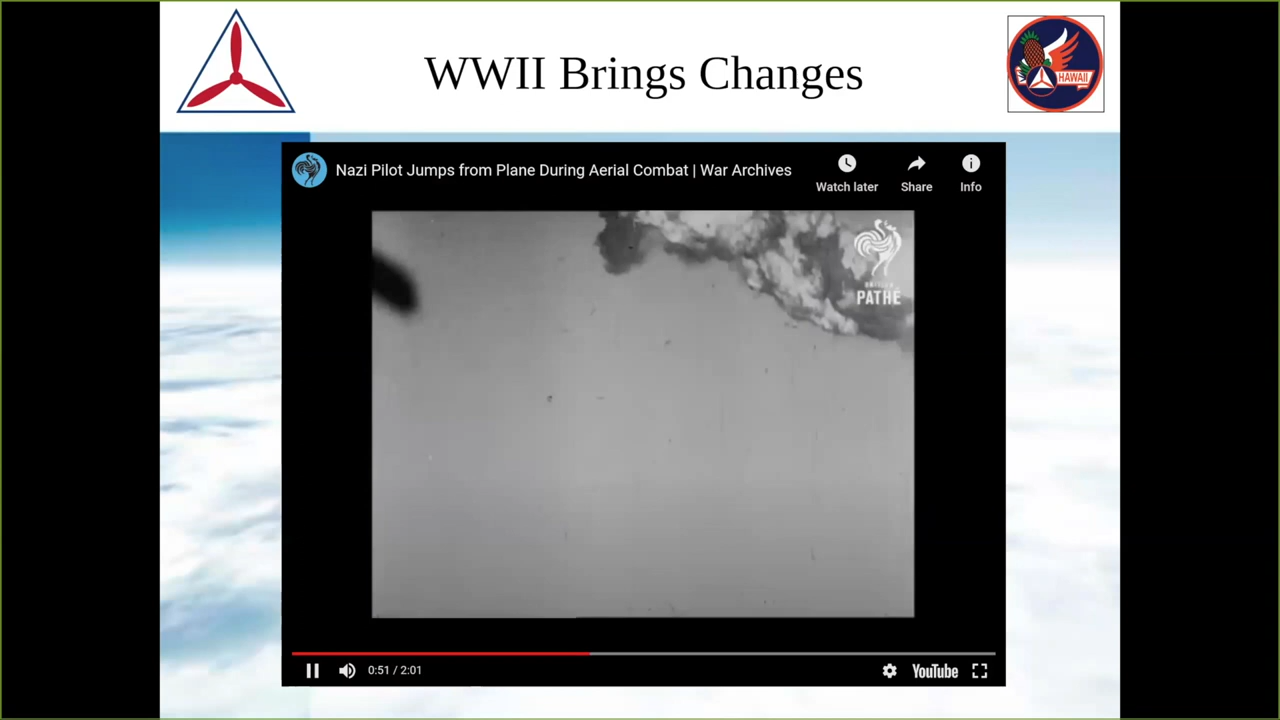 WWII Brings Changes
HAWAII
Nazi Pilot Jumps from Plane During Aerial Combat | War Archives
Watch later
Share
Info
PATHÉ
0:51 / 2:01
YouTube